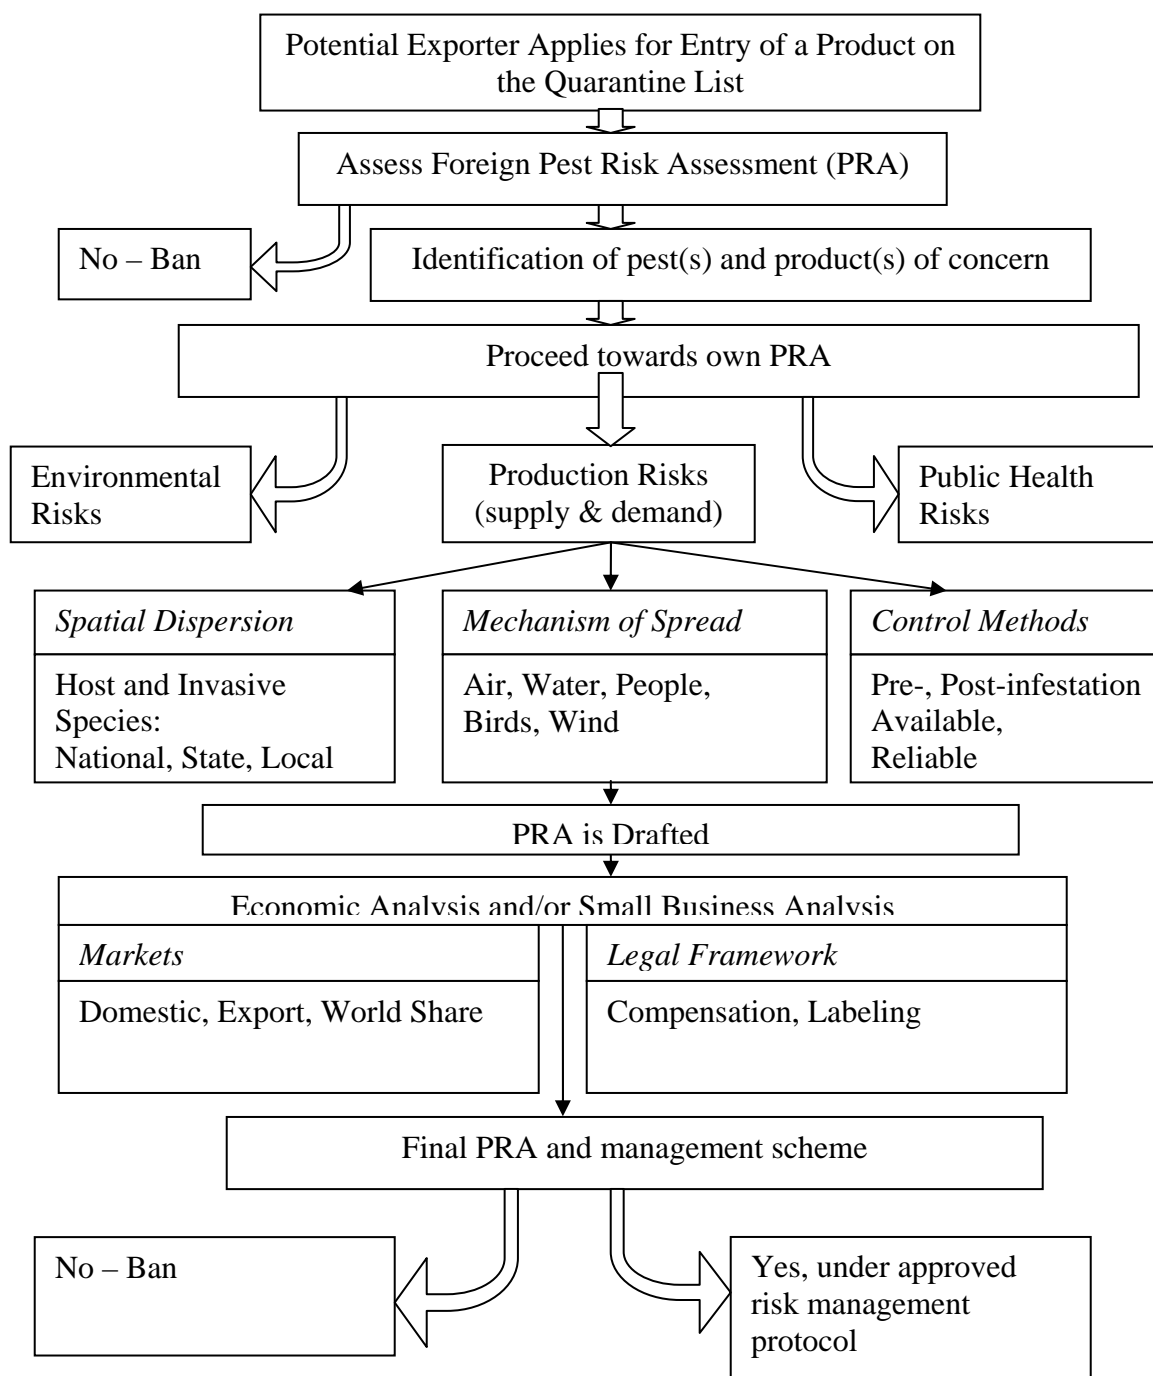 Potential Exporter Applies for Entry of a Product on
the Quarantine List
Assess Foreign Pest Risk Assessment (PRA)
No – Ban
Identification of pest(s) and product(s) of concern
Proceed towards own PRA
Environmental
Risks
Production Risks
(supply & demand)
Public Health
Risks
Spatial Dispersion
Host and Invasive
Species:
National, State, Local
Mechanism of Spread
Air, Water, People,
Birds, Wind
Control Methods
Pre-, Post-infestation
Available,
Reliable
PRA is Drafted
Economic Analysis and/or Small Business Analysis
Markets
Domestic, Export, World Share
Legal Framework
Compensation, Labeling
Final PRA and management scheme
No – Ban
Yes, under approved
risk management
protocol